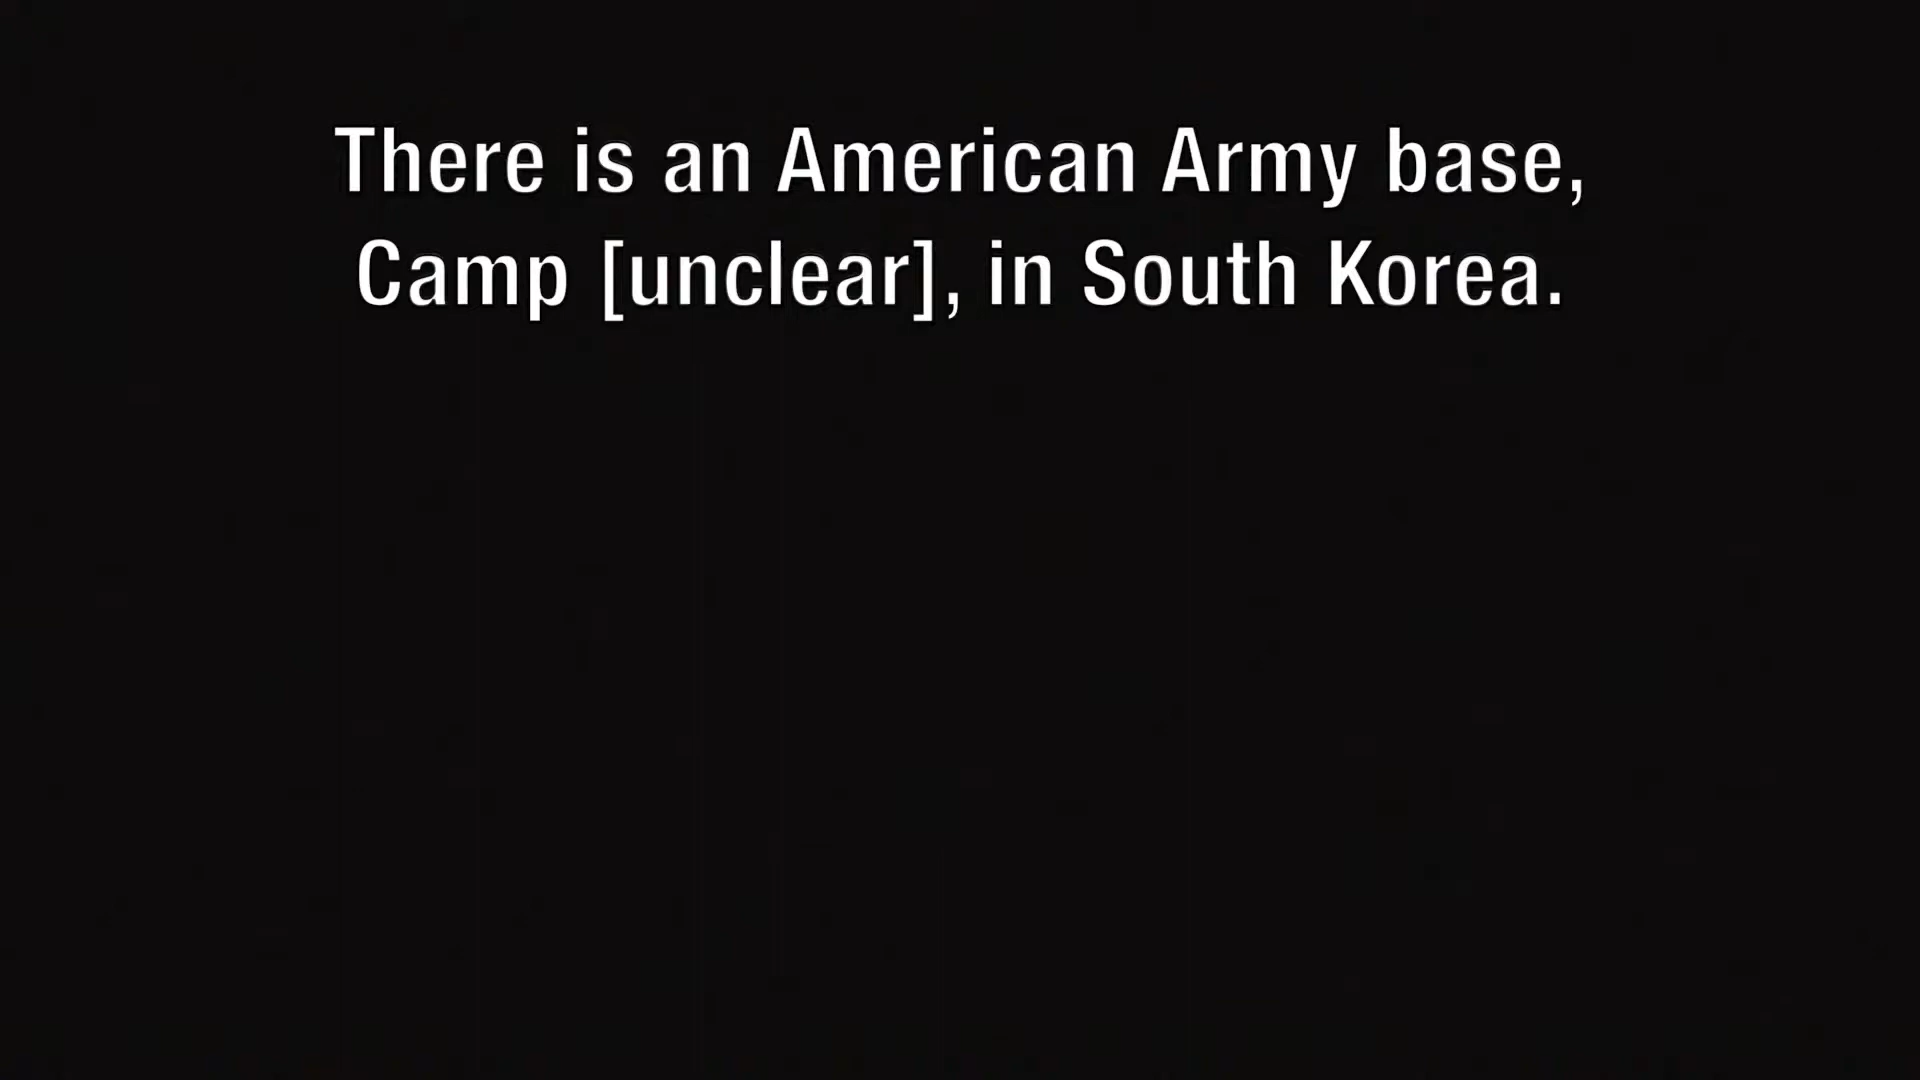 There is an American Army base,
Camp [unclear], in South Korea.